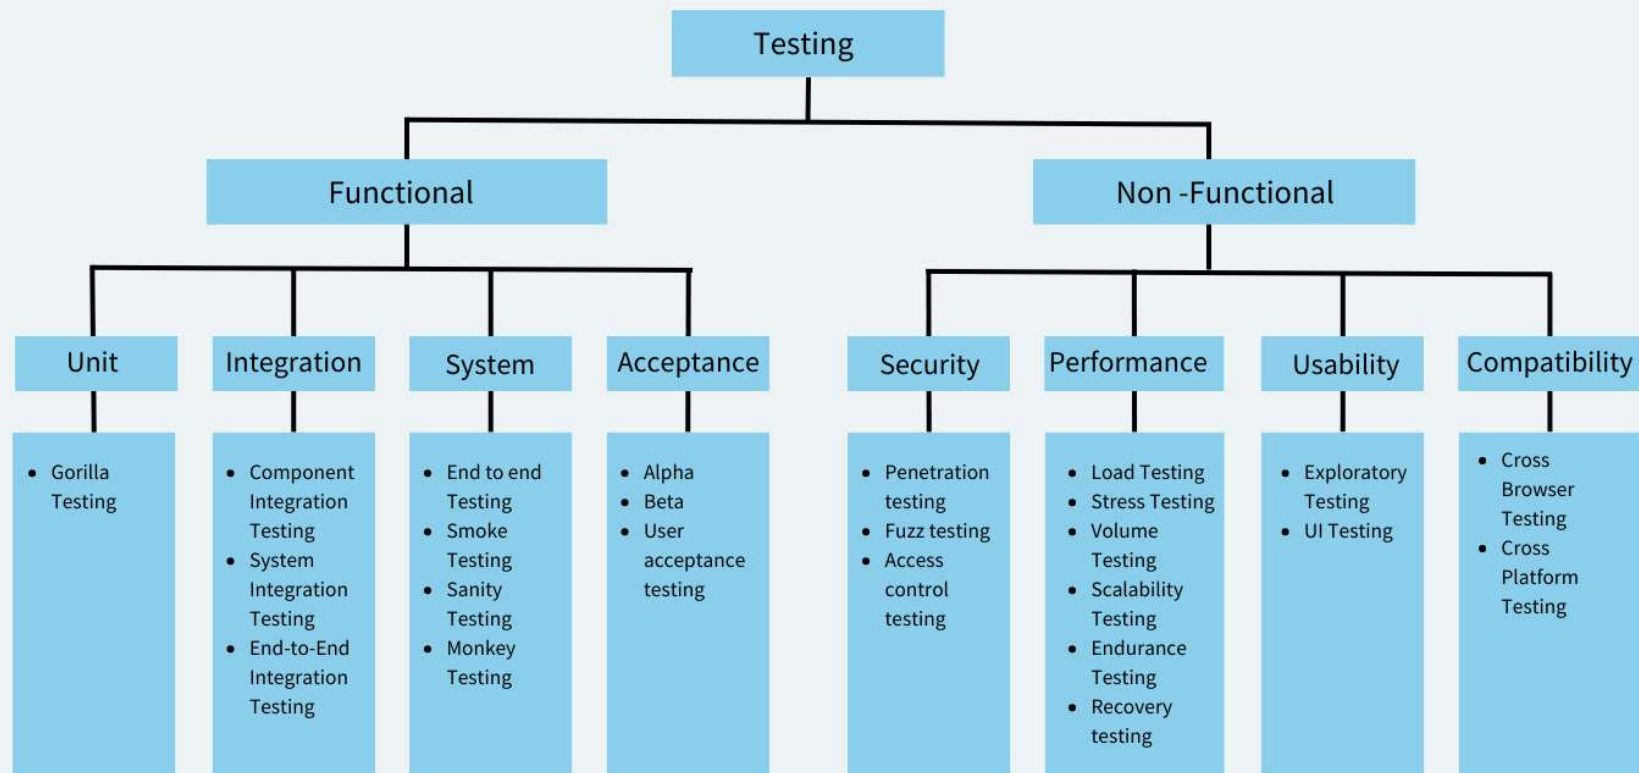 Testing
Functional
Non -Functional
Unit
Integration
System
Acceptance
Security
Performance
Usability
Compatibility
• Gorilla
Testing
• Component
Integration
Testing
• System
Integration
Testing
• End-to-End
Integration
Testing
• End to end
Testing
• Smoke
Testing
• Sanity
Testing
• Monkey
Testing
• Alpha
• Beta
• User
acceptance
testing
• Penetration
testing
• Fuzz testing
• Access
control
testing
• Load Testing
• Stress Testing
• Volume
Testing
• Scalability
Testing
• Endurance
Testing
• Recovery
testing
• Exploratory
Testing
• UI Testing
• Cross
Browser
Testing
• Cross
Platform
Testing